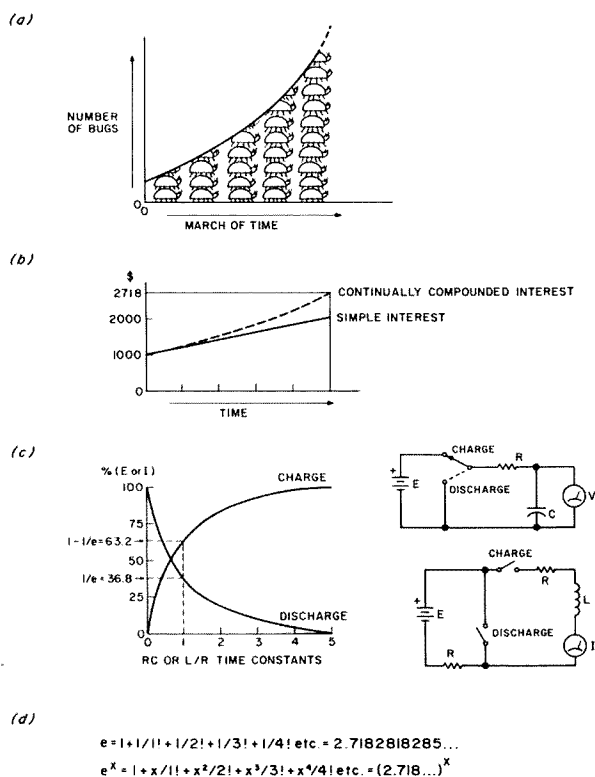 (a)
NUMBER
OF BUGS
0
0
MARCH OF TIME
(b)
$
2718
CONTINUALLY COMPOUNDED INTEREST
2000
SIMPLE INTEREST
1000
0
TIME
(c)
% (E or I)
100
CHARGE
75
1-1/e=63.2
50
1/e=36.8
25
DISCHARGE
0
0 1 2 3 4 5
RC OR L/R TIME CONSTANTS
CHARGE
R
+
E
DISCHARGE
C
V
CHARGE
R
L
+
E
DISCHARGE
I
R
(d)
e=1+1/1!+1/2!+1/3!+1/4! etc.=2.7182818285...
e^x=1+x/1!+x²/2!+x³/3!+x⁴/4! etc.=(2.718...)^x